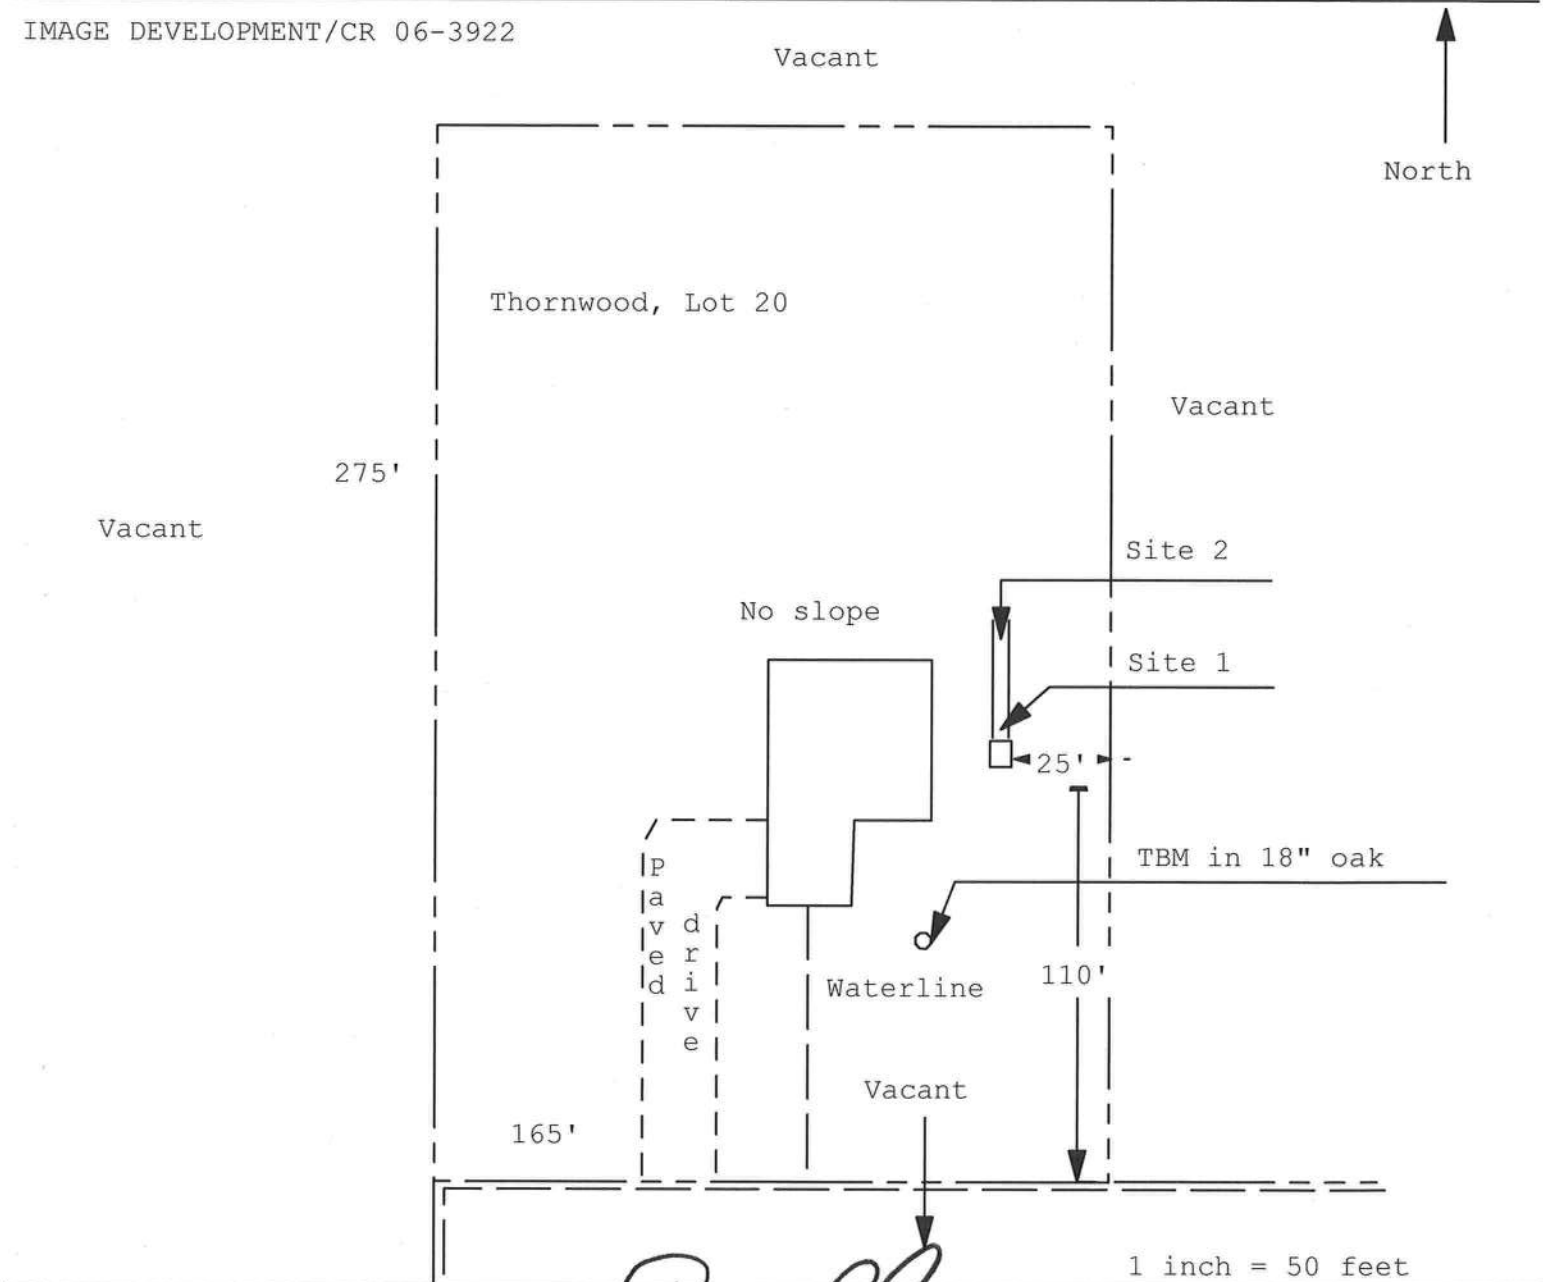 IMAGE DEVELOPMENT/CR 06-3922
Vacant
North
Thornwood, Lot 20
Vacant
275'
Vacant
Site 2
No slope
Site 1
25'
TBM in 18" oak
Paved
drive
110'
Waterline
Vacant
165'
1 inch = 50 feet